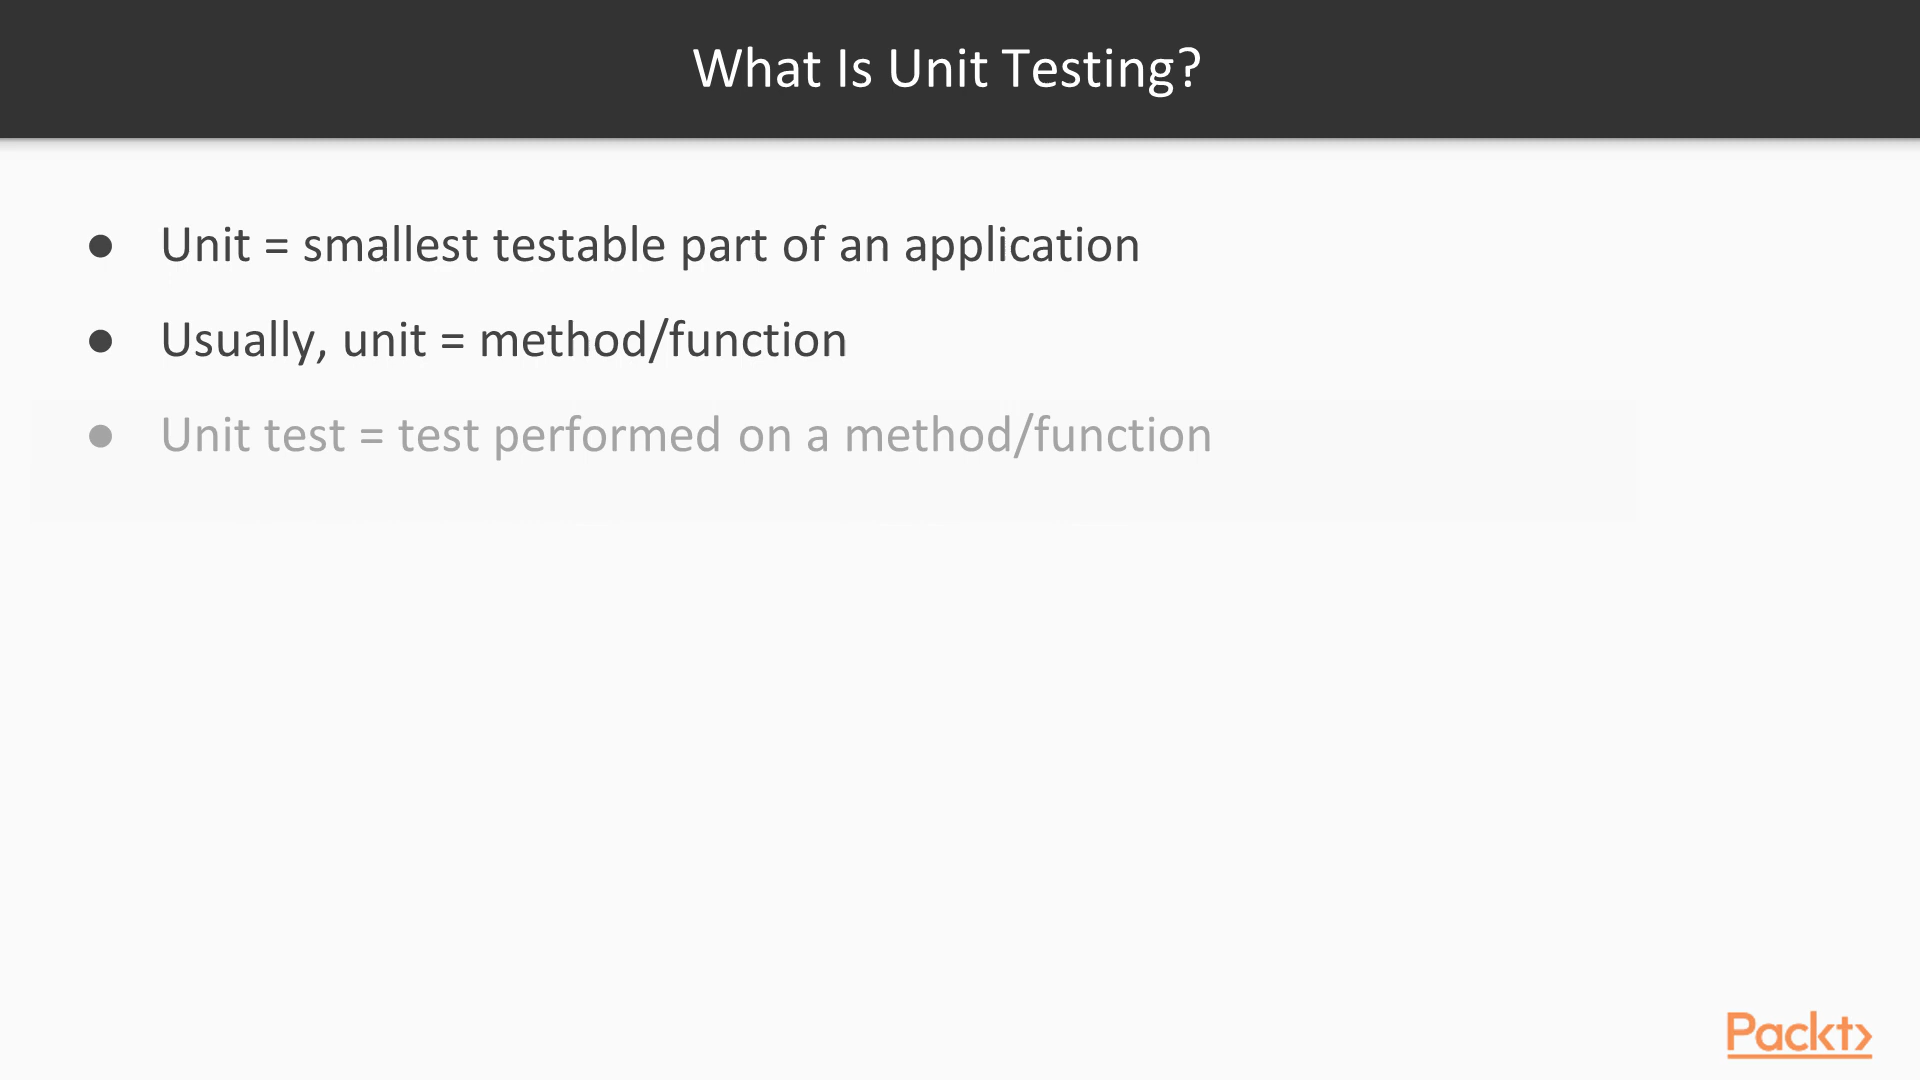 What Is Unit Testing?
● Unit = smallest testable part of an application
● Usually, unit = method/function
● Unit test = test performed on a method/function
Packt>